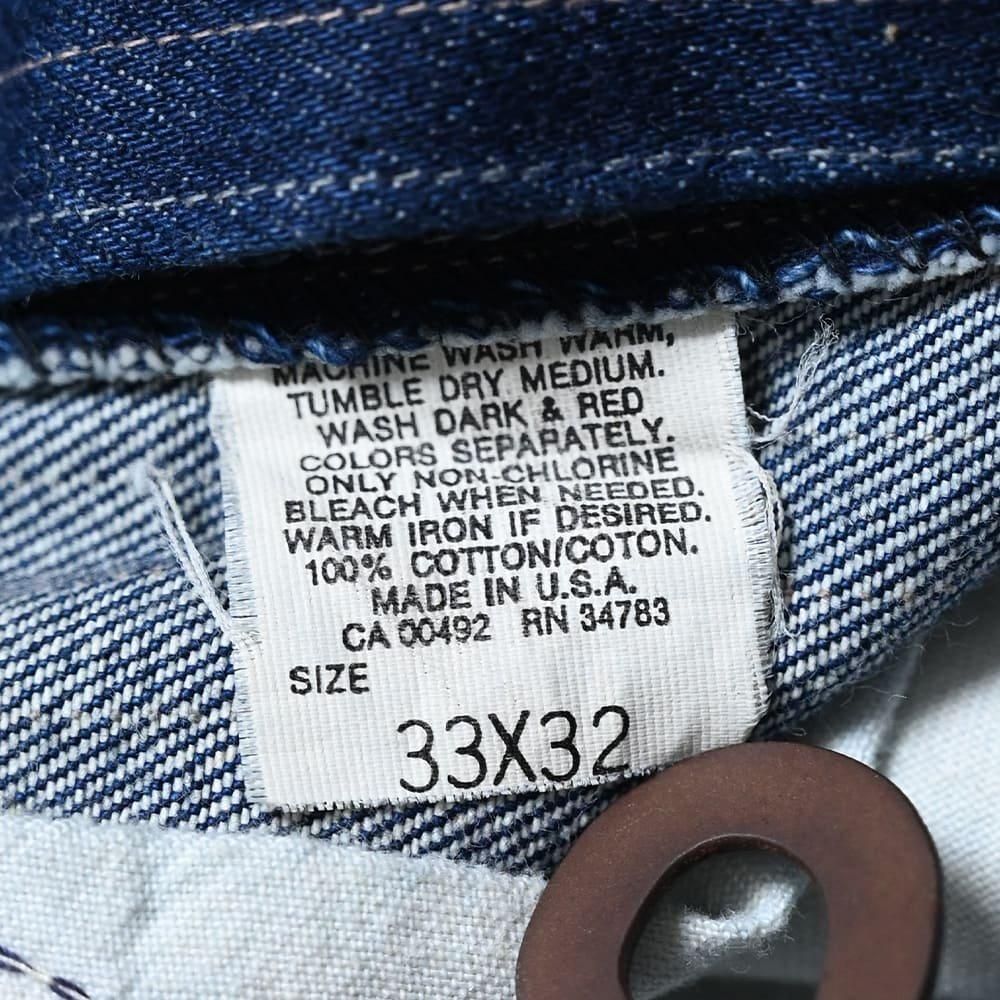 MACHINE WASH WARM,
TUMBLE DRY MEDIUM.
WASH DARK & RED
COLORS SEPARATELY.
ONLY NON-CHLORINE
BLEACH WHEN NEEDED.
WARM IRON IF DESIRED.
100% COTTON/COTON.
MADE IN U.S.A.
CA 00492 RN 34783
SIZE
33X32